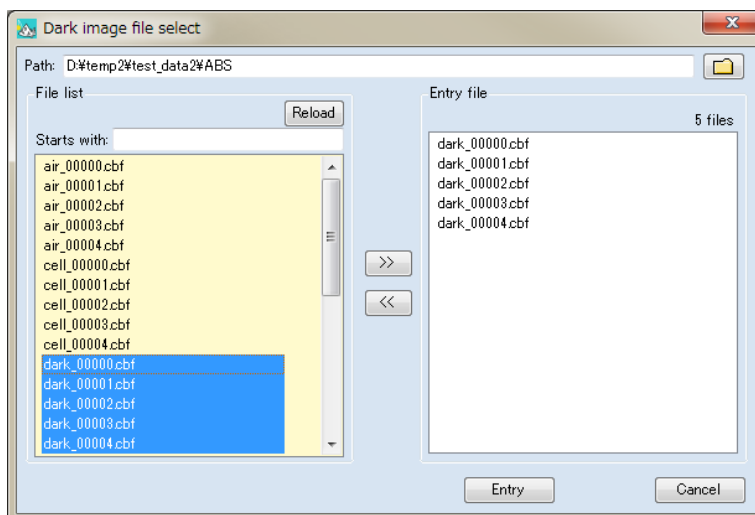 Dark image file select
Path: D:¥temp2¥test_data2¥ABS
File list
Reload
Starts with:
air_00000.cbf
air_00001.cbf
air_00002.cbf
air_00003.cbf
air_00004.cbf
cell_00000.cbf
cell_00001.cbf
cell_00002.cbf
cell_00003.cbf
cell_00004.cbf
dark_00000.cbf
dark_00001.cbf
dark_00002.cbf
dark_00003.cbf
dark_00004.cbf
>>
<<
Entry file
5 files
dark_00000.cbf
dark_00001.cbf
dark_00002.cbf
dark_00003.cbf
dark_00004.cbf
Entry
Cancel